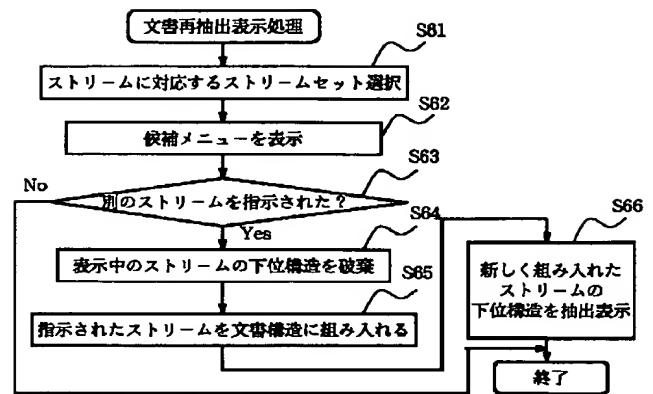 文書再抽出表示処理
S61
ストリームに対応するストリームセット選択
S62
候補メニューを表示
S63
No
別のストリームを指示された？
S64
Yes
表示中のストリームの下位構造を破棄
S65
指示されたストリームを文書構造に組み入れる
S66
新しく組み入れた
ストリームの
下位構造を抽出表示
終了